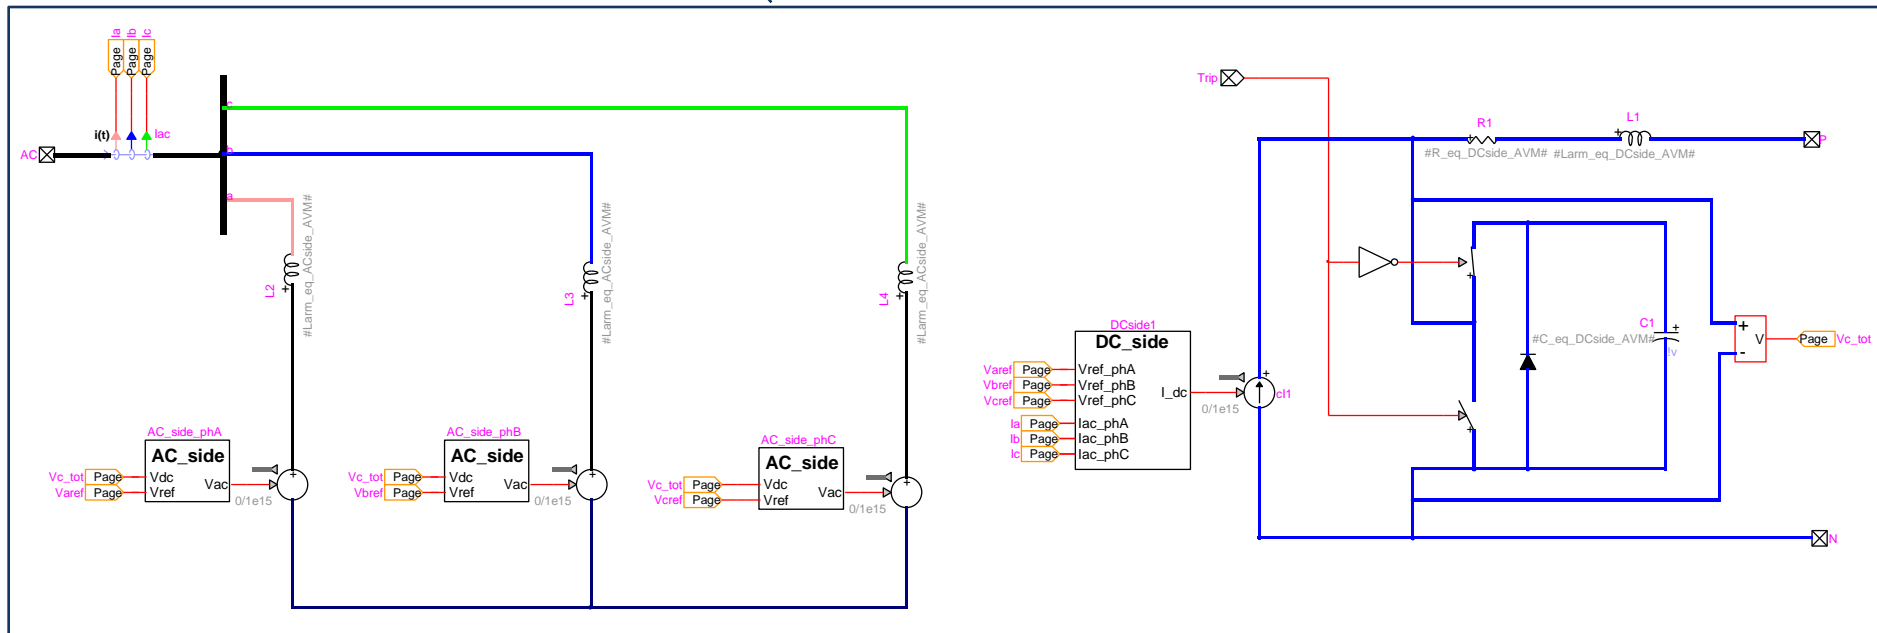 Ia
Ib
Ic
Page
Page
Page
i(t)
Iac
AC
c
b
a
L2
#Larm_eq_ACside_AVM#
L3
#Larm_eq_ACside_AVM#
L4
#Larm_eq_ACside_AVM#
AC_side_phA
AC_side
Vc_tot Page Vdc
Varef Page Vref
Vac
0/1e15
+
AC_side_phB
AC_side
Vc_tot Page Vdc
Vbref Page Vref
Vac
0/1e15
+
AC_side_phC
AC_side
Vc_tot Page Vdc
Vcref Page Vref
Vac
0/1e15
+
Trip
R1
#R_eq_DCside_AVM#
L1
#Larm_eq_DCside_AVM#
P
DCside1
DC_side
Varef Page Vref_phA
Vbref Page Vref_phB
Vcref Page Vref_phC
I_dc
Ia Page Iac_phA
Ib Page Iac_phB
Ic Page Iac_phC
0/1e15
+
cI1
C1
#C_eq_DCside_AVM#
!v
+
-
V
Page Vc_tot
N